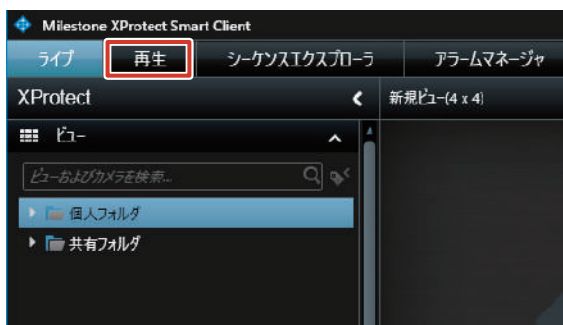 Milestone XProtect Smart Client
ライブ 再生 シーケンスエクスプローラ アラームマネージャ
XProtect 新規ビュー(4 x 4)
ビュー
ビューおよびカメラを検索...
個人フォルダ
共有フォルダ